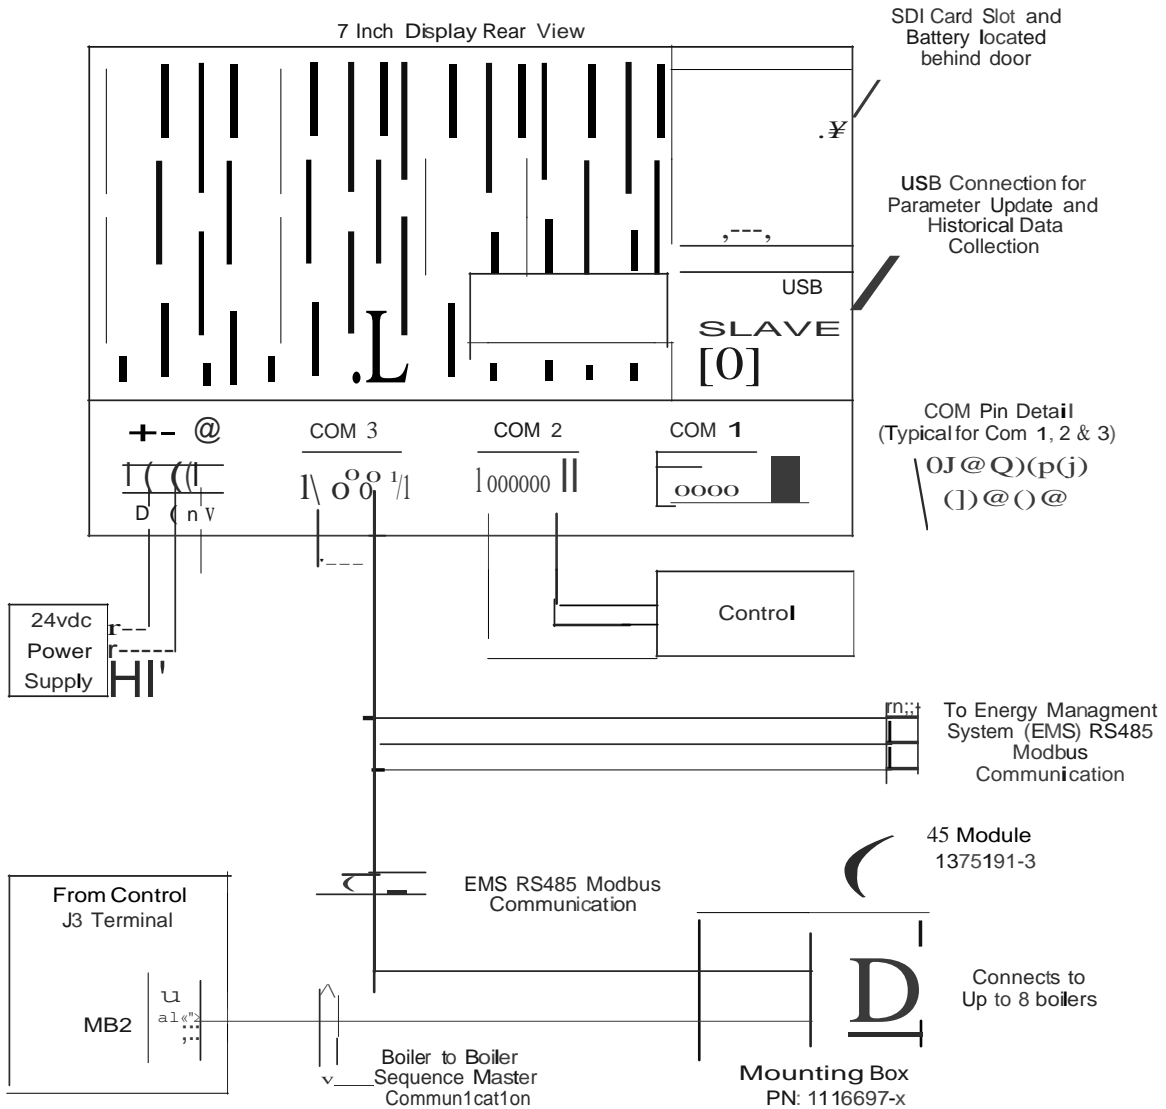 7 Inch Display Rear View
SDI Card Slot and
Battery located
behind door
USB Connection for
Parameter Update and
Historical Data
Collection
USB
SLAVE
[0]
COM 3
COM 2
COM 1
COM Pin Detail
(Typical for Com 1, 2 & 3)
24vdc
Power
Supply
Control
To Energy Managment
System (EMS) RS485
Modbus
Communication
45 Module
1375191-3
EMS RS485 Modbus
Communication
From Control
J3 Terminal
MB2
Connects to
Up to 8 boilers
Boiler to Boiler
Sequence Master
Commun1cat1on
Mounting Box
PN: 1116697-x